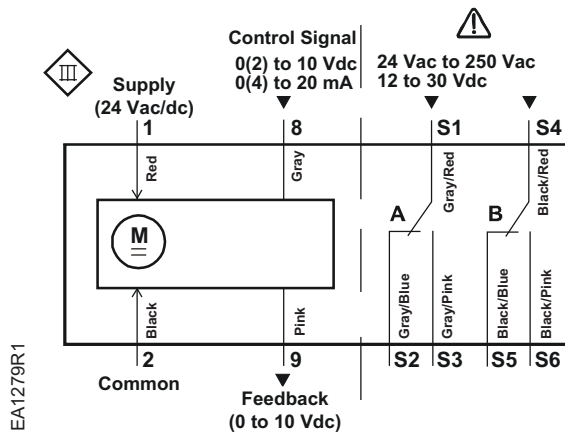 Control Signal
0(2) to 10 Vdc
0(4) to 20 mA
24 Vac to 250 Vac
12 to 30 Vdc
III
Supply
(24 Vac/dc)
1
8
S1
S4
Red
Gray
Gray/Red
Black/Red
A
B
M
Black
Pink
Gray/Blue
Gray/Pink
Black/Blue
Black/Pink
2
9
S2
S3
S5
S6
Common
Feedback
(0 to 10 Vdc)
EA1279R1